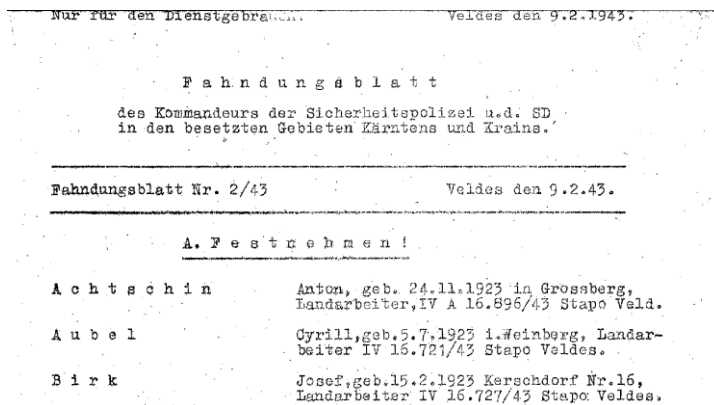 Nur für den Dienstgebrauch. Veldes den 9.2.1943.
F a h n d u n g s b l a t t
des Kommandeurs der Sicherheitspolizei u.d. SD
in den besetzten Gebieten Kärntens und Krains.
Fahndungsblatt Nr. 2/43 Veldes den 9.2.43.
A. F e s t n e h m e n !
A c h t s c h i n Anton, geb. 24.11.1923 in Grossberg,
Landarbeiter,IV A 16.896/43 Stapo Veld.
A u b e l Cyrill,geb.5.7.1923 i.Weinberg, Landar-
beiter IV 16.721/43 Stapo Veldes.
B i r k Josef,geb.15.2.1923 Kerschdorf Nr.16,
Landarbeiter IV 16.727/43 Stapo Veldes.